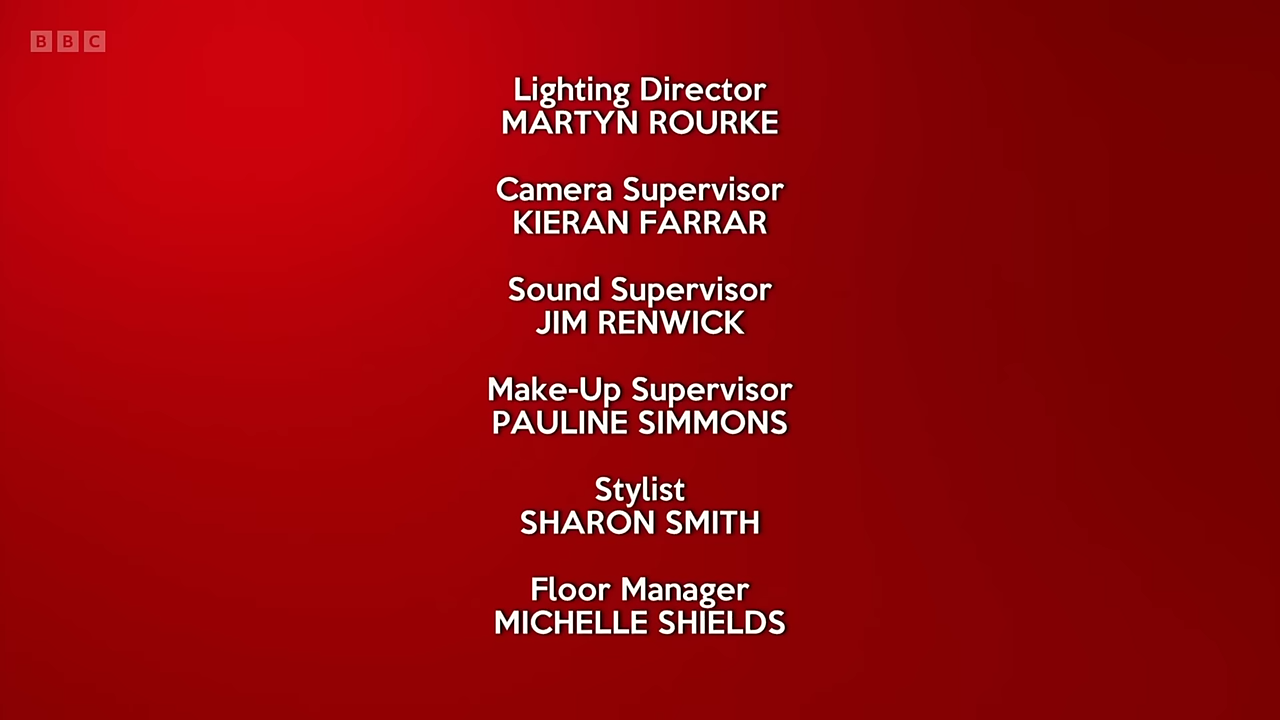 BBC
Lighting Director
MARTYN ROURKE
Camera Supervisor
KIERAN FARRAR
Sound Supervisor
JIM RENWICK
Make-Up Supervisor
PAULINE SIMMONS
Stylist
SHARON SMITH
Floor Manager
MICHELLE SHIELDS